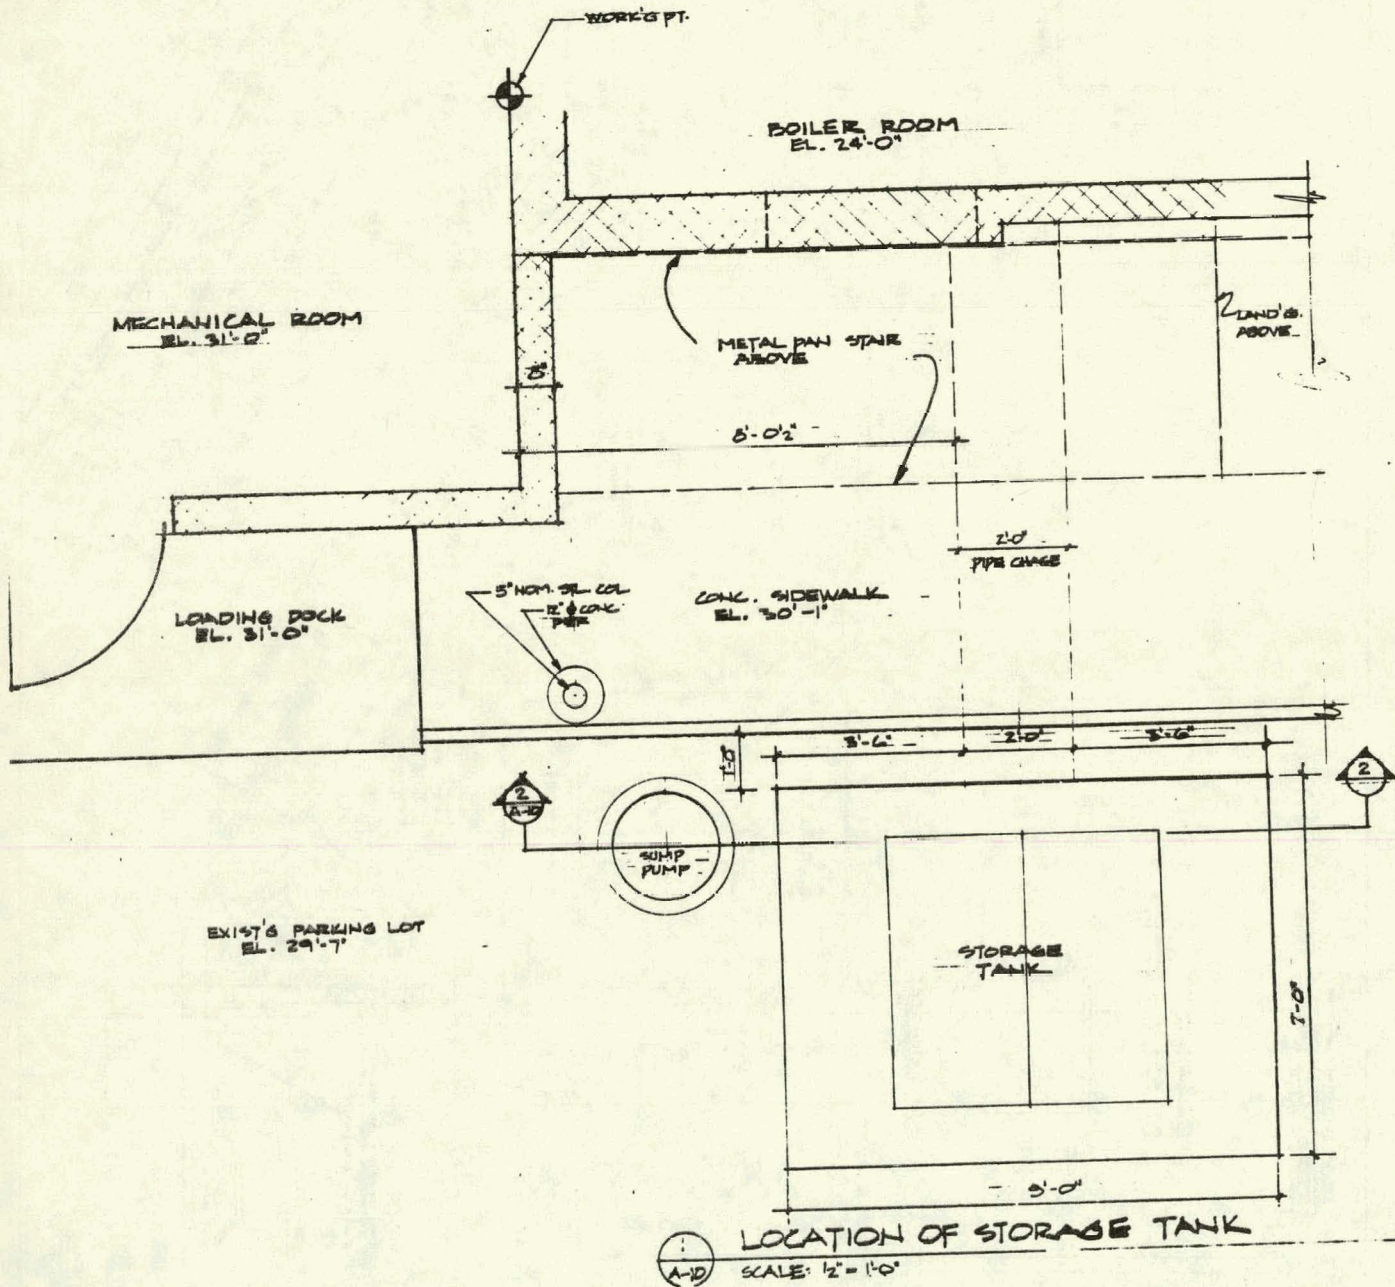 WORK'G PT.
BOILER ROOM
EL. 24'-0"
MECHANICAL ROOM
EL. 31'-0"
LAND'G.
ABOVE
METAL PAN STAIR
ABOVE
8"
8'-0½"
2'-0"
PIPE CHASE
5" NOM. STL. COL
12" ⌀ CONC.
PIER
CONC. SIDEWALK
EL. 30'-1"
LOADING DOCK
EL. 31'-0"
1'-0"
3'-6"
2'-0"
3'-6"
2
A-10
2
SUMP
PUMP
EXIST'G PARKING LOT
EL. 29'-7"
STORAGE
TANK
7'-0"
9'-0"
LOCATION OF STORAGE TANK
A-10
SCALE: ½" = 1'-0"